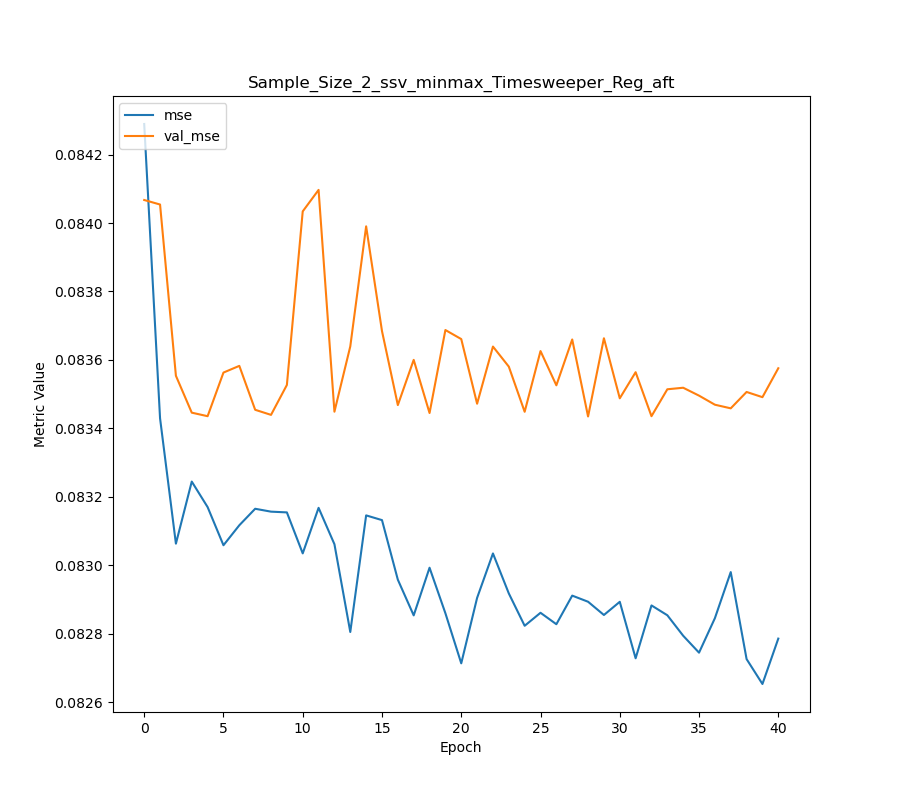 Sample_Size_2_ssv_minmax_Timesweeper_Reg_aft
mse
val_mse
0.0842
0.0840
0.0838
0.0836
0.0834
0.0832
0.0830
0.0828
0.0826
Metric Value
0 5 10 15 20 25 30 35 40
Epoch